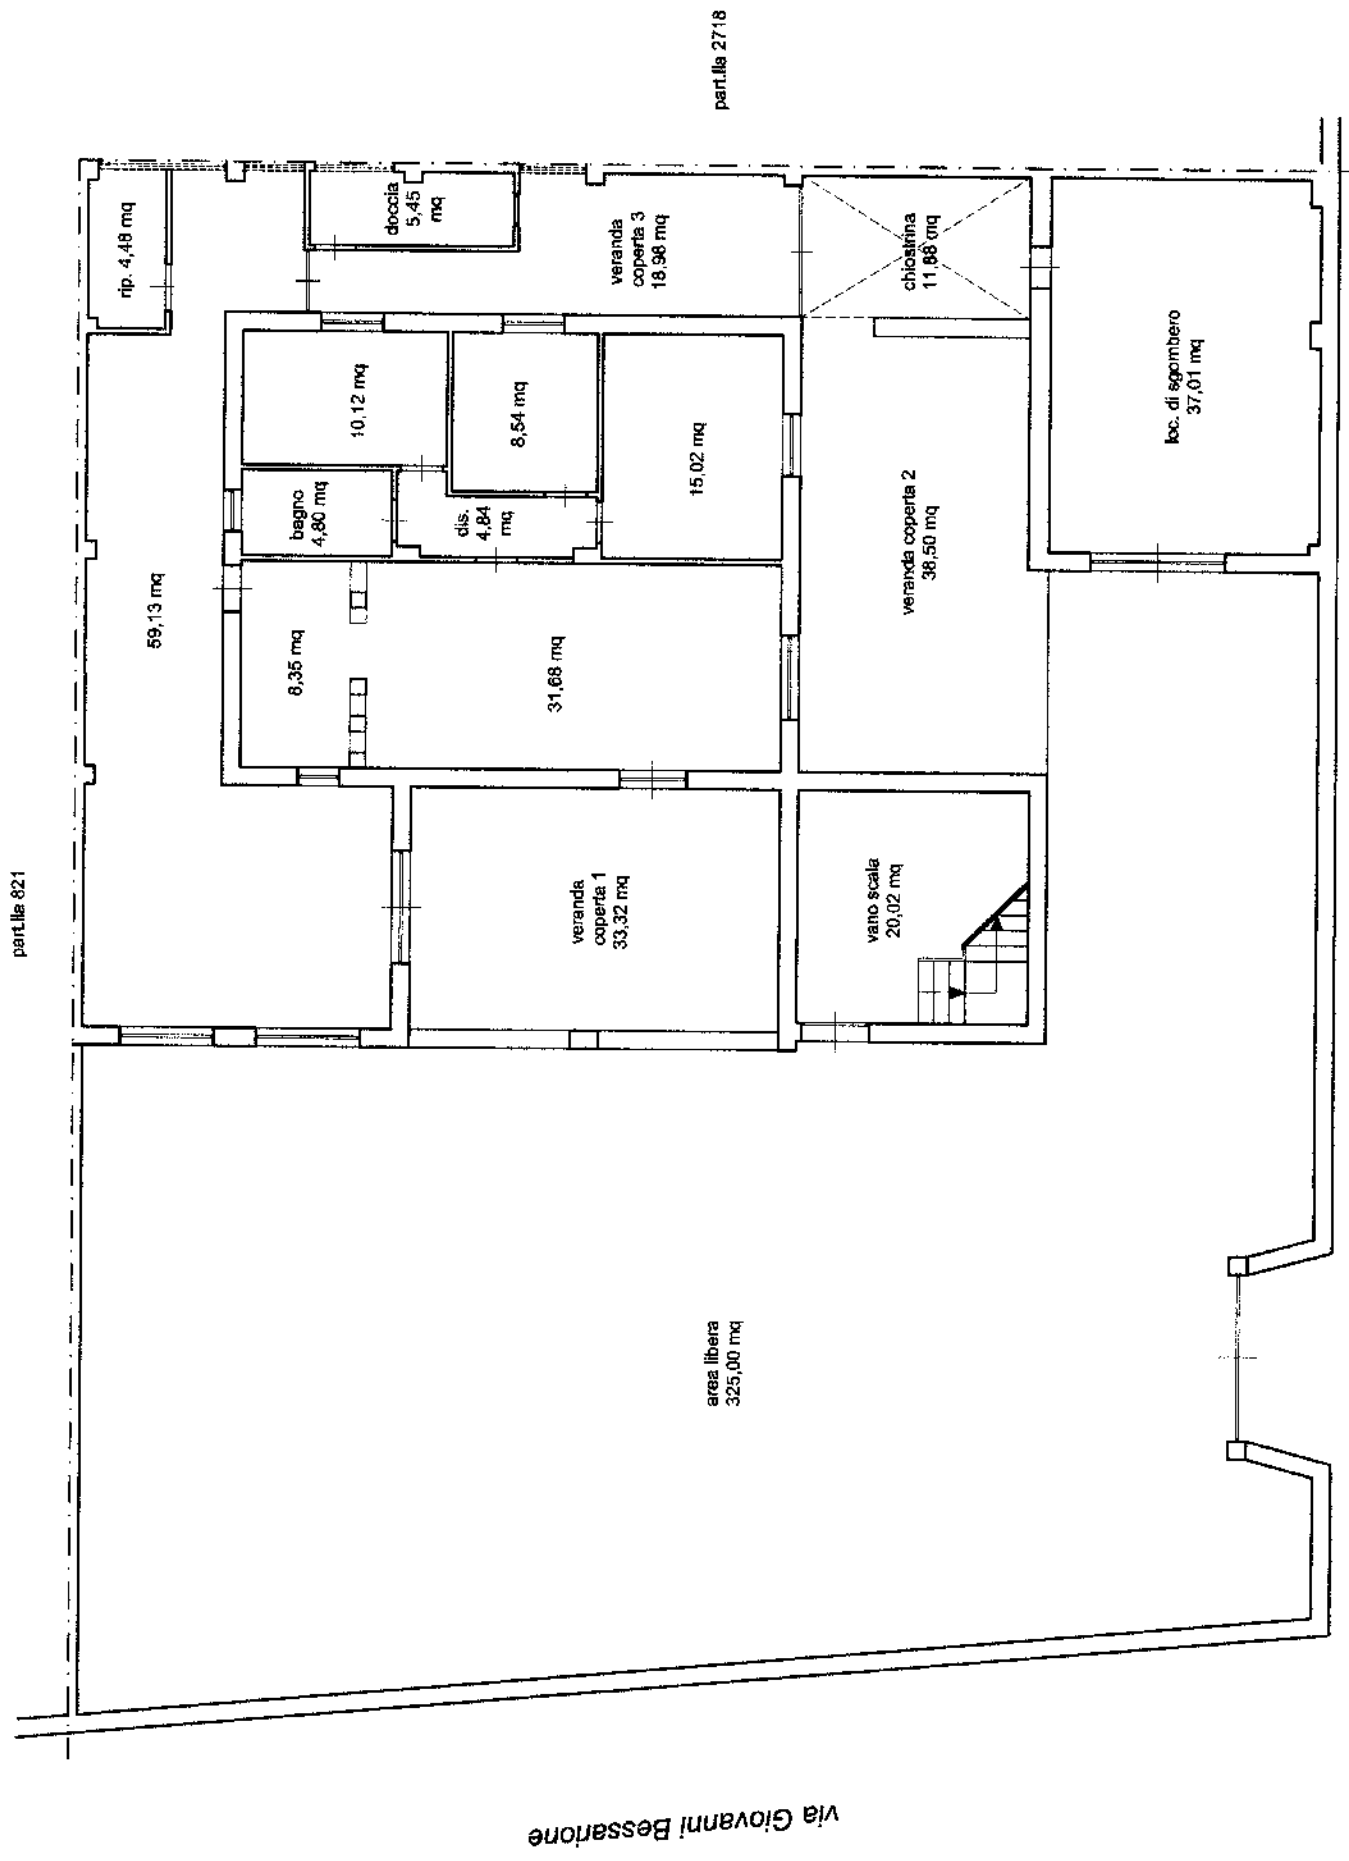 part.lla 2718
part.lla 821
rip. 4,48 mq
doccia
5,45
mq
veranda
coperta 3
18,98 mq
chiostrina
11,88 mq
loc. di sgombero
37,01 mq
10,12 mq
8,54 mq
15,02 mq
bagno
4,80 mq
dis.
4,84
mq
veranda coperta 2
38,50 mq
59,13 mq
8,35 mq
31,68 mq
veranda
coperta 1
33,32 mq
vano scala
20,02 mq
area libera
325,00 mq
via Giovanni Bessarione